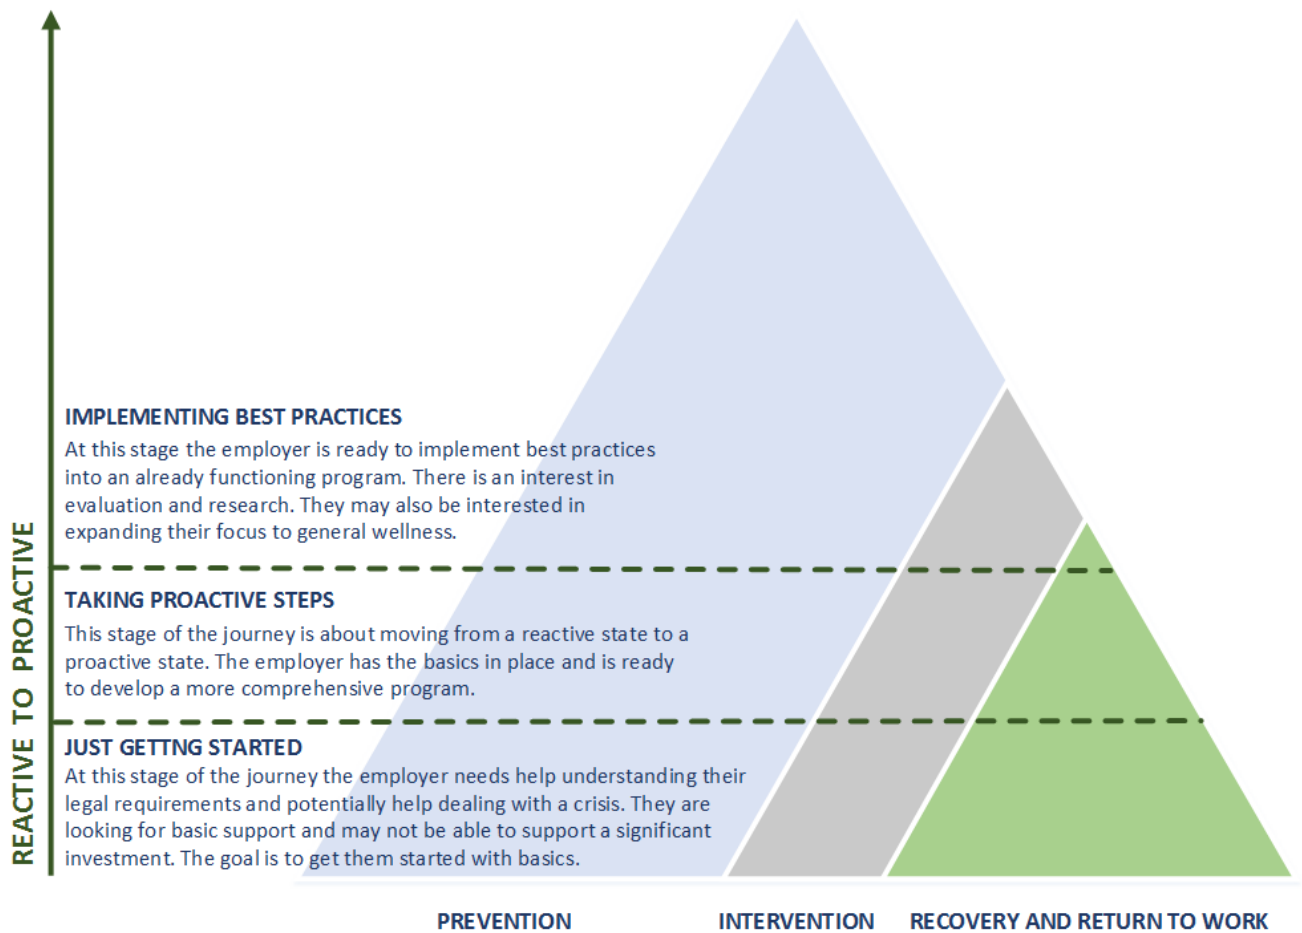 REACTIVE TO PROACTIVE
IMPLEMENTING BEST PRACTICES
At this stage the employer is ready to implement best practices
into an already functioning program. There is an interest in
evaluation and research. They may also be interested in
expanding their focus to general wellness.
TAKING PROACTIVE STEPS
This stage of the journey is about moving from a reactive state to a
proactive state. The employer has the basics in place and is ready
to develop a more comprehensive program.
JUST GETTNG STARTED
At this stage of the journey the employer needs help understanding their
legal requirements and potentially help dealing with a crisis. They are
looking for basic support and may not be able to support a significant
investment. The goal is to get them started with basics.
PREVENTION
INTERVENTION
RECOVERY AND RETURN TO WORK